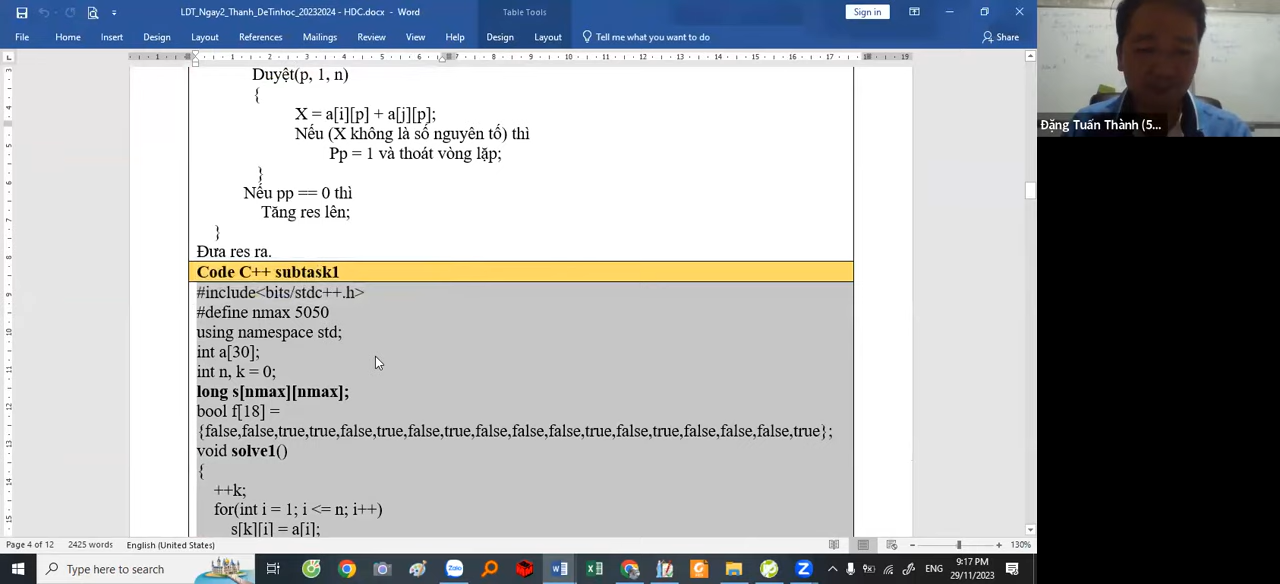 LDT_Ngay2_Thanh_DeTinhoc_20232024 - HDC.docx - Word
Table Tools
Sign in
File Home Insert Design Layout References Mailings Review View Help Design Layout Tell me what you want to do Share
Duyệt(p, 1, n)
{
X = a[i][p] + a[j][p];
Nếu (X không là số nguyên tố) thì
Pp = 1 và thoát vòng lặp;
}
Nếu pp == 0 thì
Tăng res lên;
}
Đưa res ra.
Code C++ subtask1
#include<bits/stdc++.h>
#define nmax 5050
using namespace std;
int a[30];
int n, k = 0;
long s[nmax][nmax];
bool f[18] =
{false,false,true,true,false,true,false,true,false,false,false,true,false,true,false,false,false,true};
void solve1()
{
++k;
for(int i = 1; i <= n; i++)
s[k][i] = a[i];
Đặng Tuấn Thành (5...
Page 4 of 12 2425 words English (United States) 130%
Type here to search
9:17 PM
29/11/2023